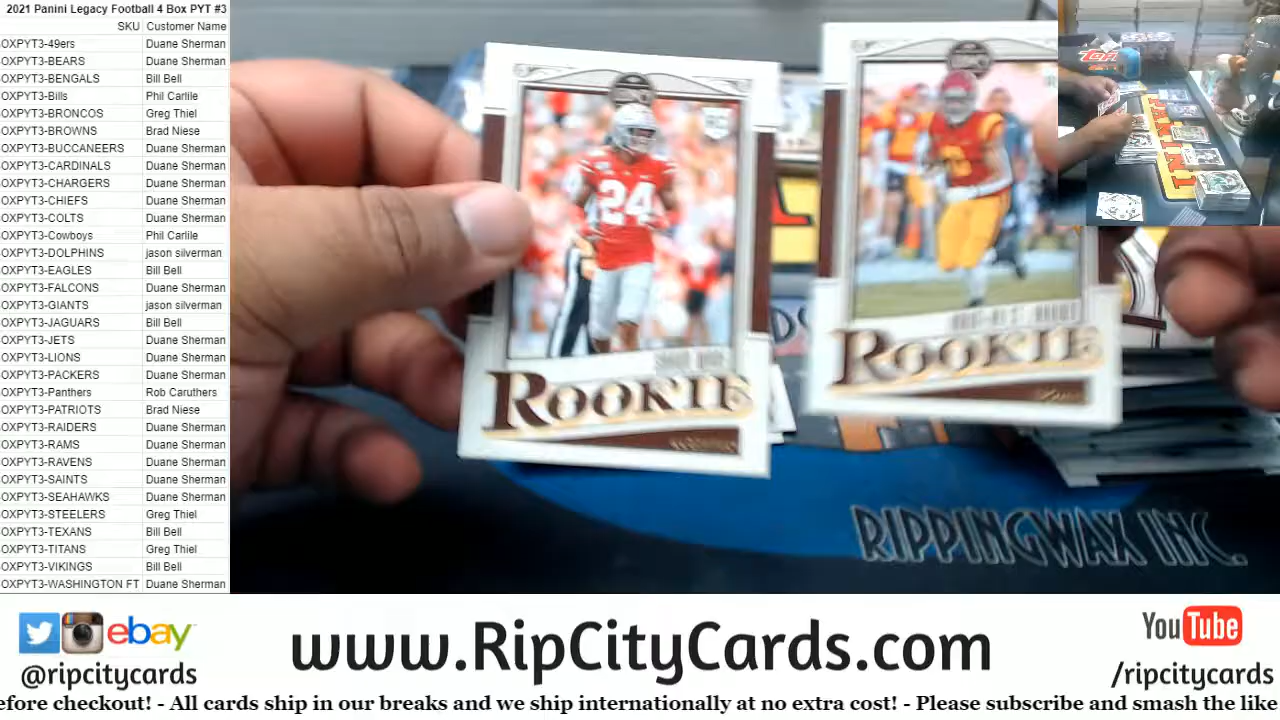 2021 Panini Legacy Football 4 Box PYT #3
SKU Customer Name
OXPYT3-49ers Duane Sherman
OXPYT3-BEARS Duane Sherman
OXPYT3-BENGALS Bill Bell
OXPYT3-Bills Phil Carlile
OXPYT3-BRONCOS Greg Thiel
OXPYT3-BROWNS Brad Niese
OXPYT3-BUCCANEERS Duane Sherman
OXPYT3-CARDINALS Duane Sherman
OXPYT3-CHARGERS Duane Sherman
OXPYT3-CHIEFS Duane Sherman
OXPYT3-COLTS Duane Sherman
OXPYT3-Cowboys Phil Carlile
OXPYT3-DOLPHINS jason silverman
OXPYT3-EAGLES Bill Bell
OXPYT3-FALCONS Duane Sherman
OXPYT3-GIANTS jason silverman
OXPYT3-JAGUARS Bill Bell
OXPYT3-JETS Duane Sherman
OXPYT3-LIONS Duane Sherman
OXPYT3-PACKERS Duane Sherman
OXPYT3-Panthers Rob Caruthers
OXPYT3-PATRIOTS Brad Niese
OXPYT3-RAIDERS Duane Sherman
OXPYT3-RAMS Duane Sherman
OXPYT3-RAVENS Duane Sherman
OXPYT3-SAINTS Duane Sherman
OXPYT3-SEAHAWKS Duane Sherman
OXPYT3-STEELERS Greg Thiel
OXPYT3-TEXANS Bill Bell
OXPYT3-TITANS Greg Thiel
OXPYT3-VIKINGS Bill Bell
OXPYT3-WASHINGTON FT Duane Sherman
RC
24
ROOKIE
ROOKIE
PANINI
RIPPINGWAX INC.
ebay
@ripcitycards
www.RipCityCards.com
YouTube
/ripcitycards
efore checkout! - All cards ship in our breaks and we ship internationally at no extra cost! - Please subscribe and smash the like